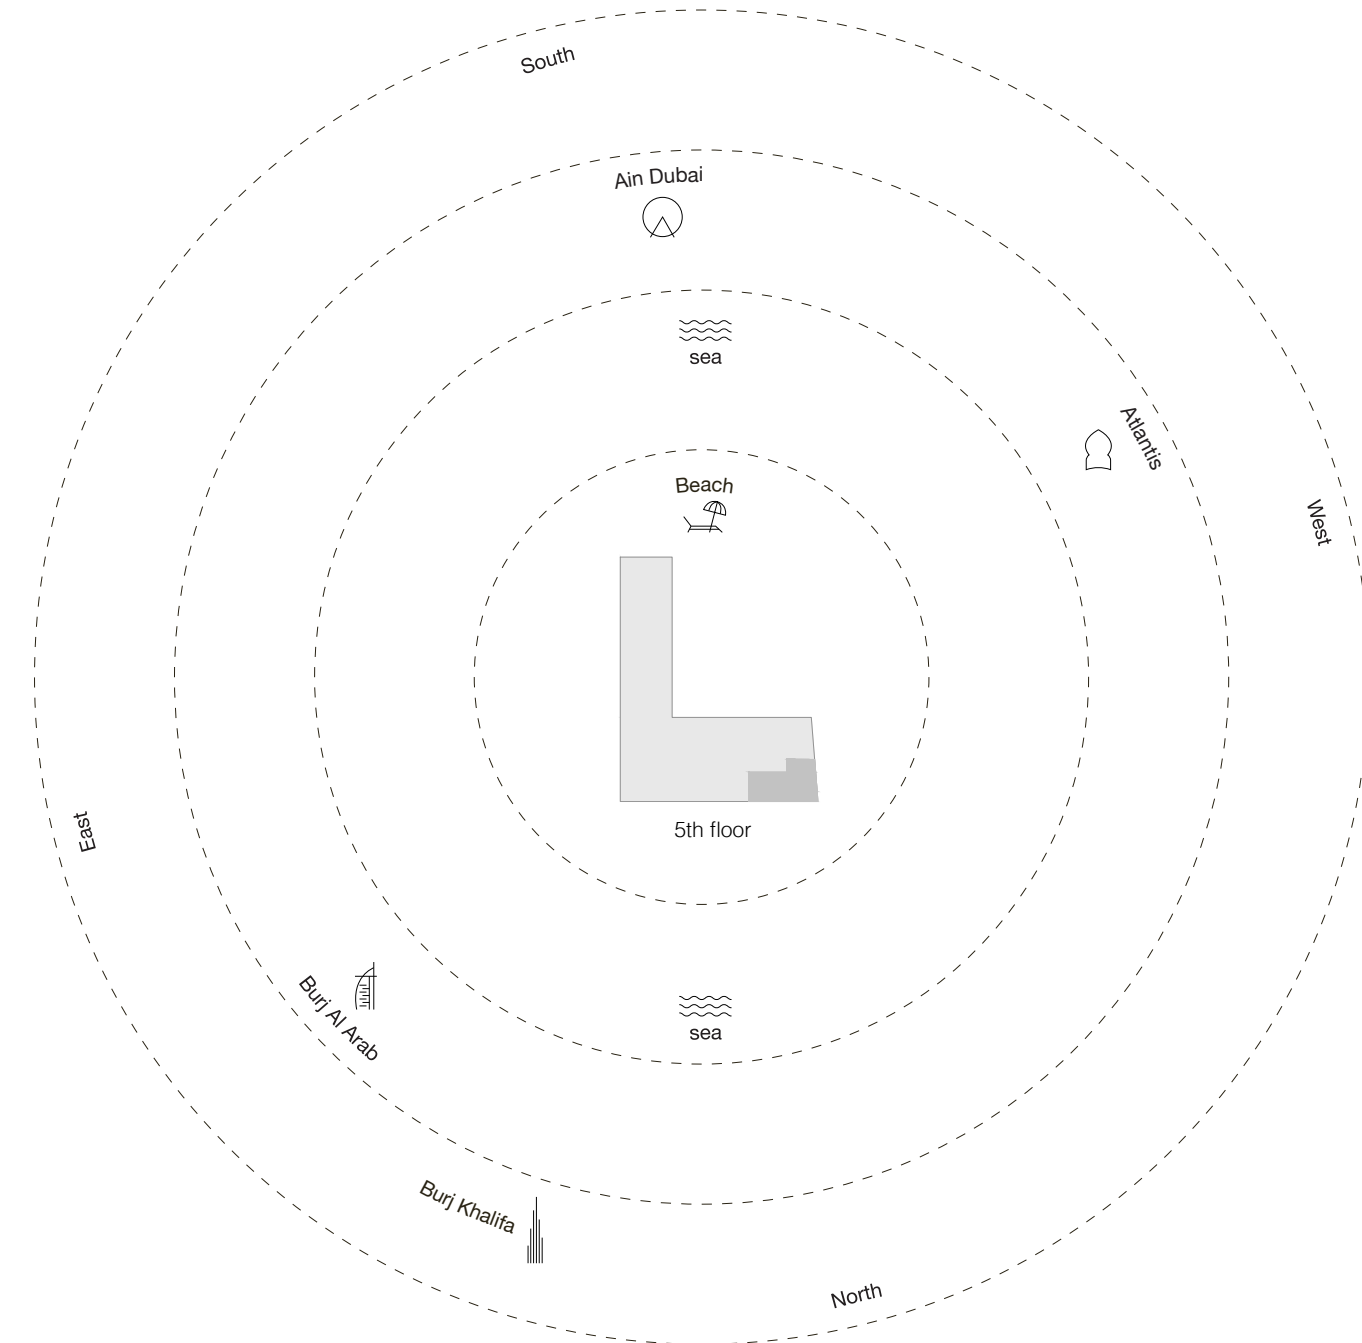 South
Ain Dubai
sea
Atlantis
Beach
West
East
5th floor
Burj Al Arab
sea
Burj Khalifa
North